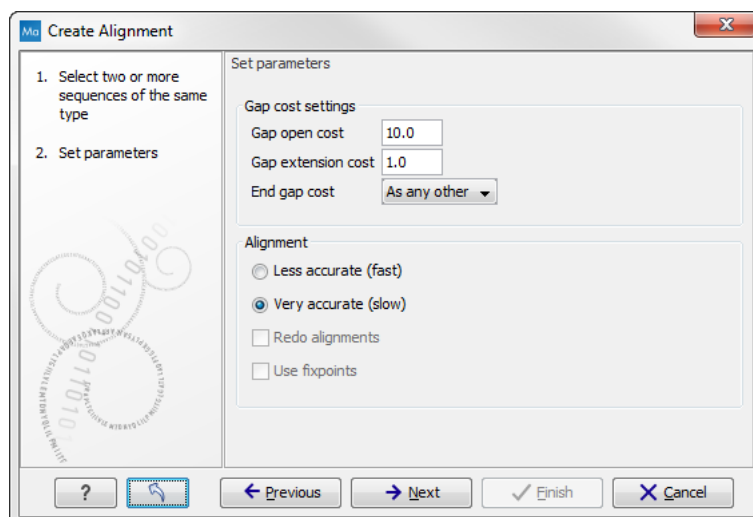 Ma Create Alignment
1. Select two or more
sequences of the same
type
2. Set parameters
Set parameters
Gap cost settings
Gap open cost 10.0
Gap extension cost 1.0
End gap cost As any other
Alignment
Less accurate (fast)
Very accurate (slow)
Redo alignments
Use fixpoints
? Previous Next Finish Cancel